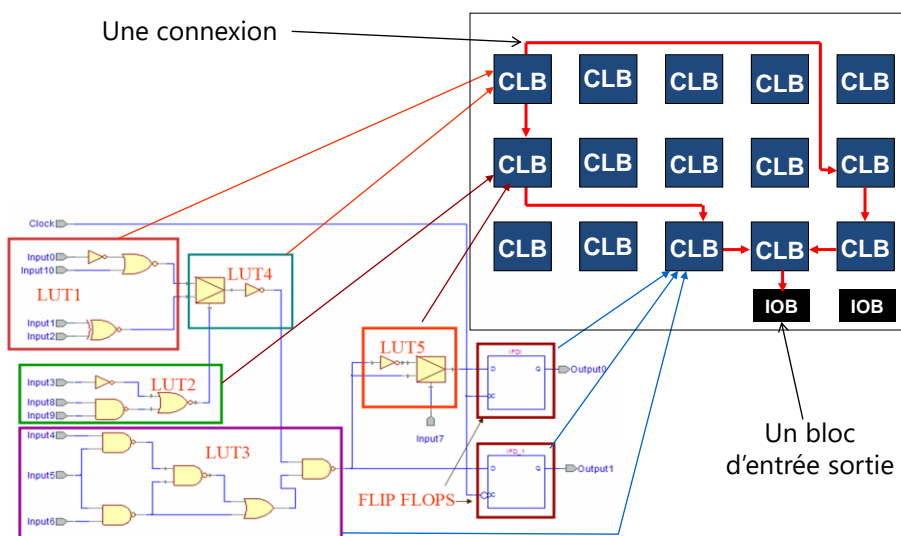 Une connexion
CLB CLB CLB CLB CLB
CLB CLB CLB CLB CLB
CLB CLB CLB CLB CLB
IOB IOB
Clock
Input0
Input10
LUT1
Input1
Input2
LUT4
Input3
Input8
Input9
LUT2
LUT5
Input7
IFDI
D Q
C
Output0
Input4
Input5
Input6
LUT3
IFD_1
D Q
C
Output1
FLIP FLOPS
Un bloc
d'entrée sortie